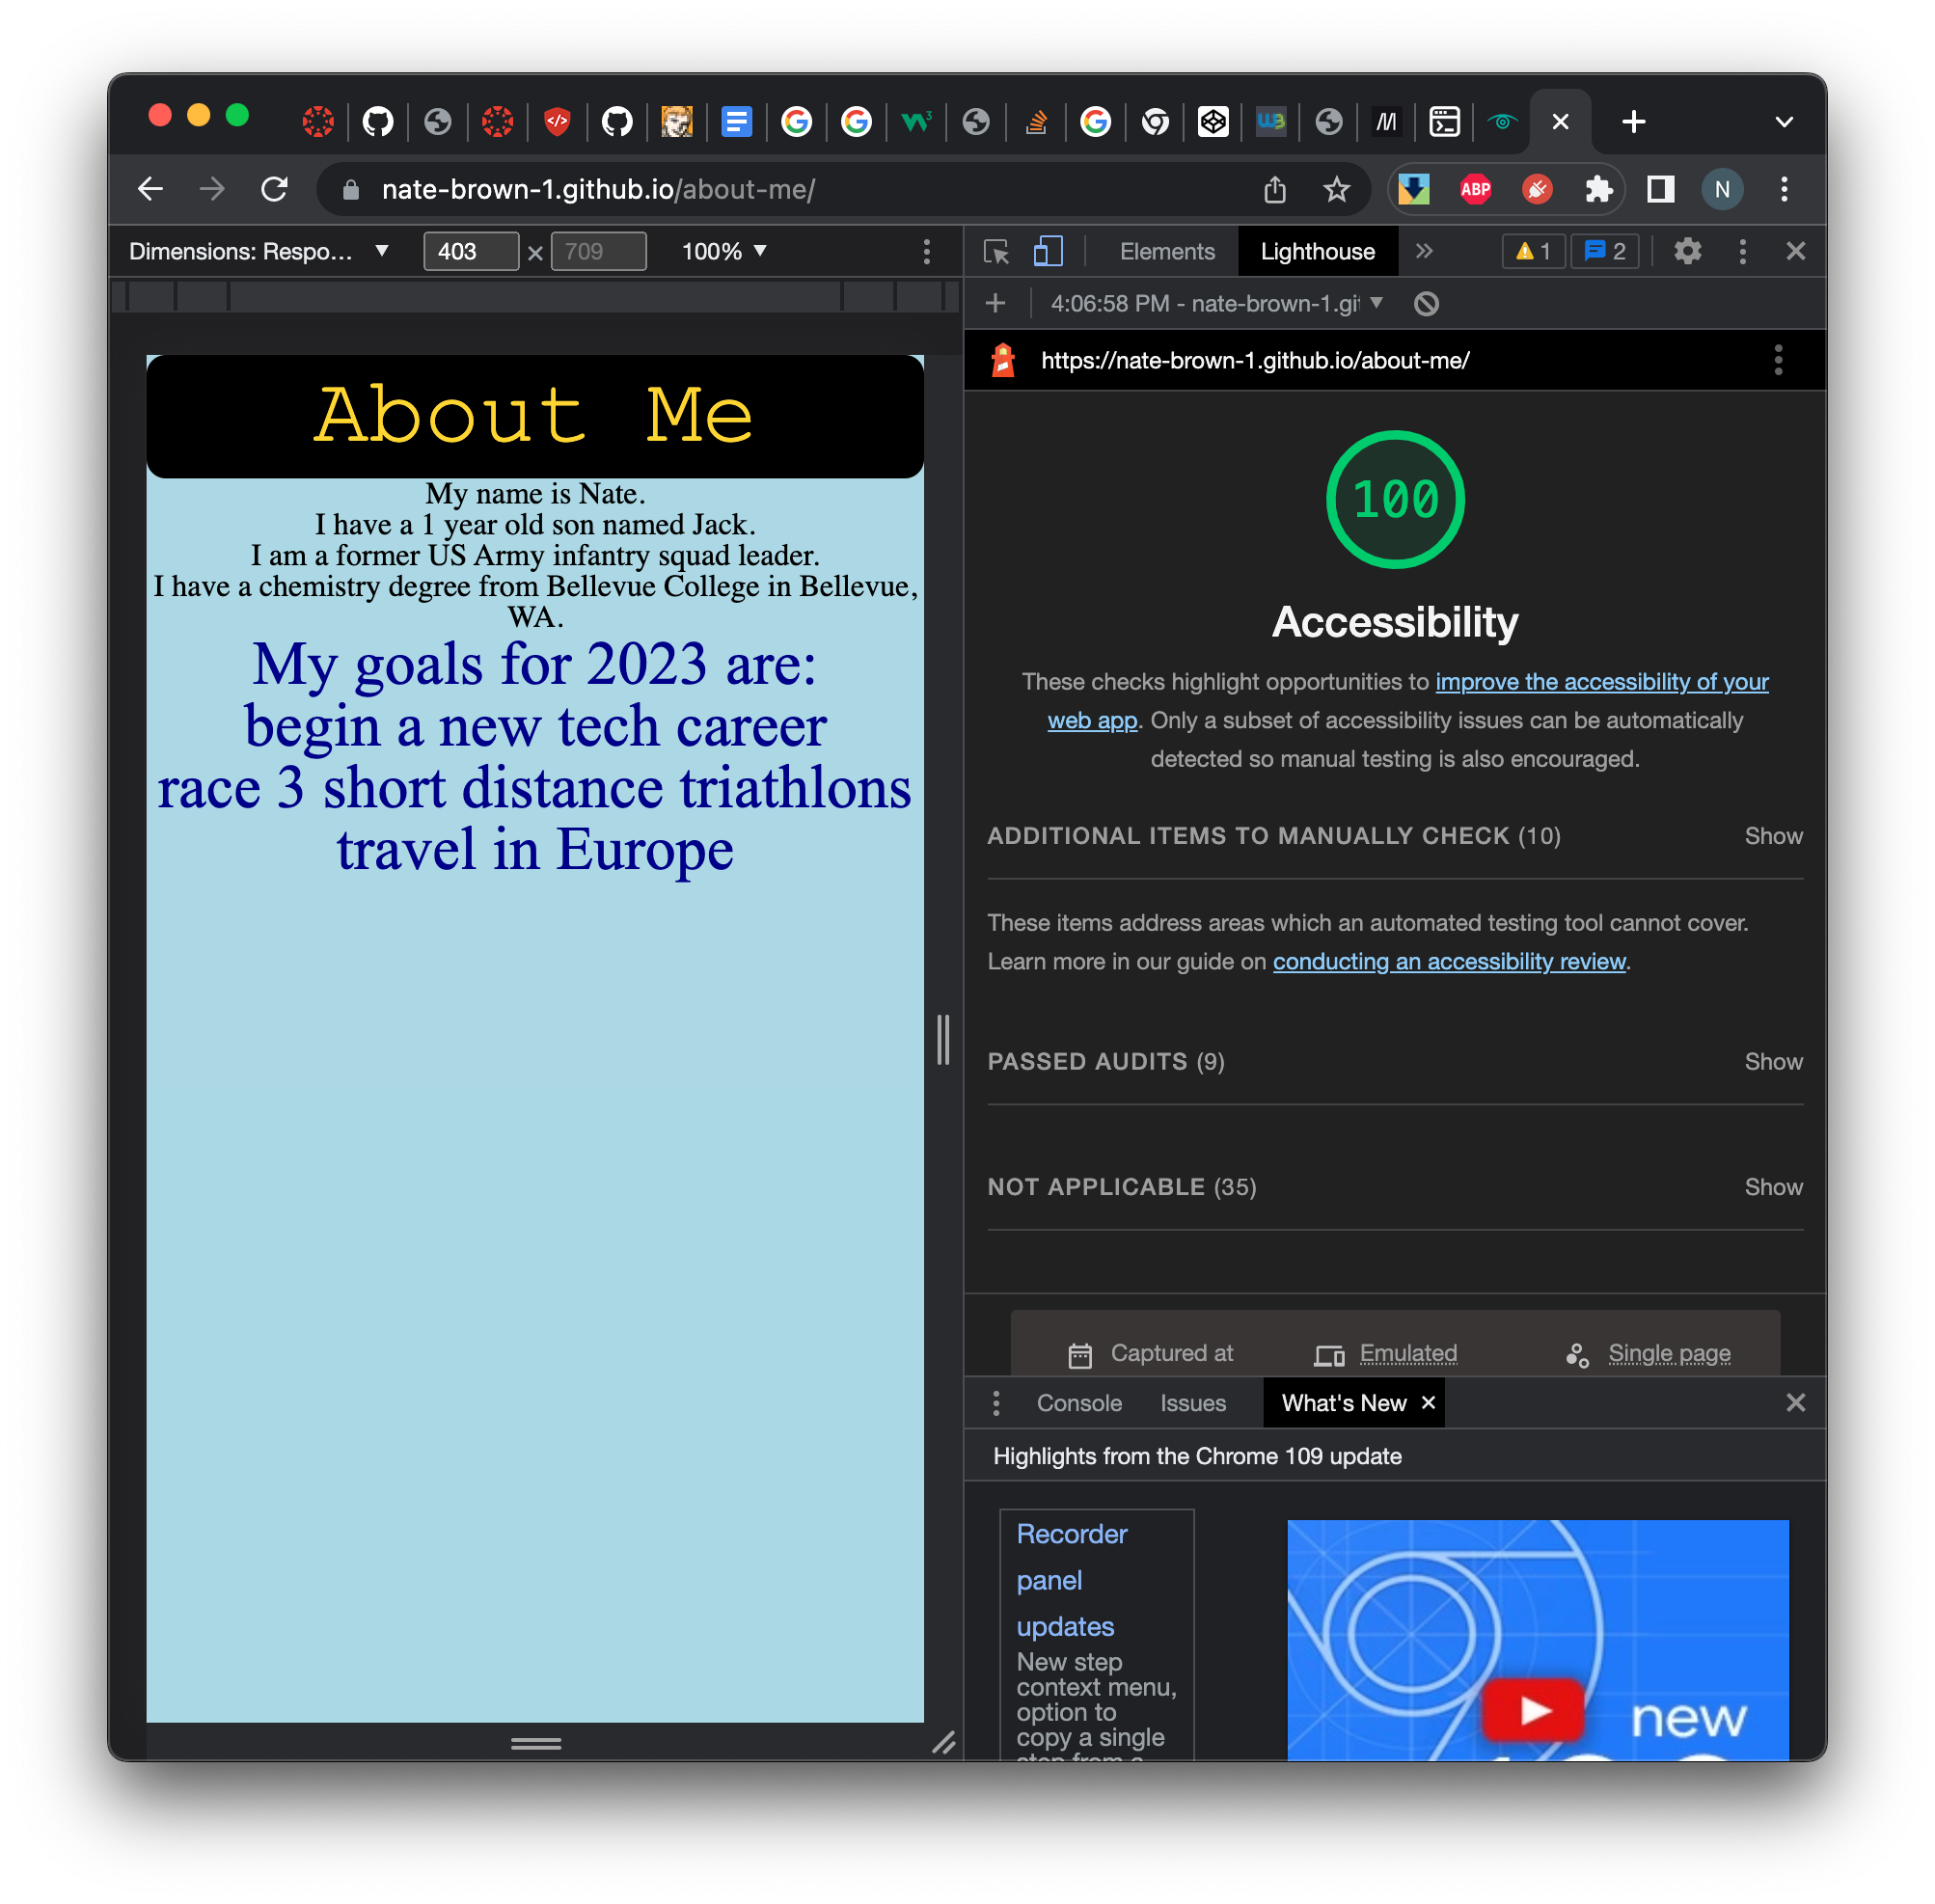 nate-brown-1.github.io/about-me/
ABP
N
Dimensions: Respo... 403 × 709 100%
Elements Lighthouse 1 2
4:06:58 PM - nate-brown-1.git
https://nate-brown-1.github.io/about-me/
About Me
My name is Nate.
I have a 1 year old son named Jack.
I am a former US Army infantry squad leader.
I have a chemistry degree from Bellevue College in Bellevue,
WA.
My goals for 2023 are:
begin a new tech career
race 3 short distance triathlons
travel in Europe
100
Accessibility
These checks highlight opportunities to improve the accessibility of your
web app. Only a subset of accessibility issues can be automatically
detected so manual testing is also encouraged.
ADDITIONAL ITEMS TO MANUALLY CHECK (10) Show
These items address areas which an automated testing tool cannot cover.
Learn more in our guide on conducting an accessibility review.
PASSED AUDITS (9) Show
NOT APPLICABLE (35) Show
Captured at Emulated Single page
Console Issues What's New
Highlights from the Chrome 109 update
Recorder
panel
updates
New step
context menu,
option to
copy a single
step from a
new